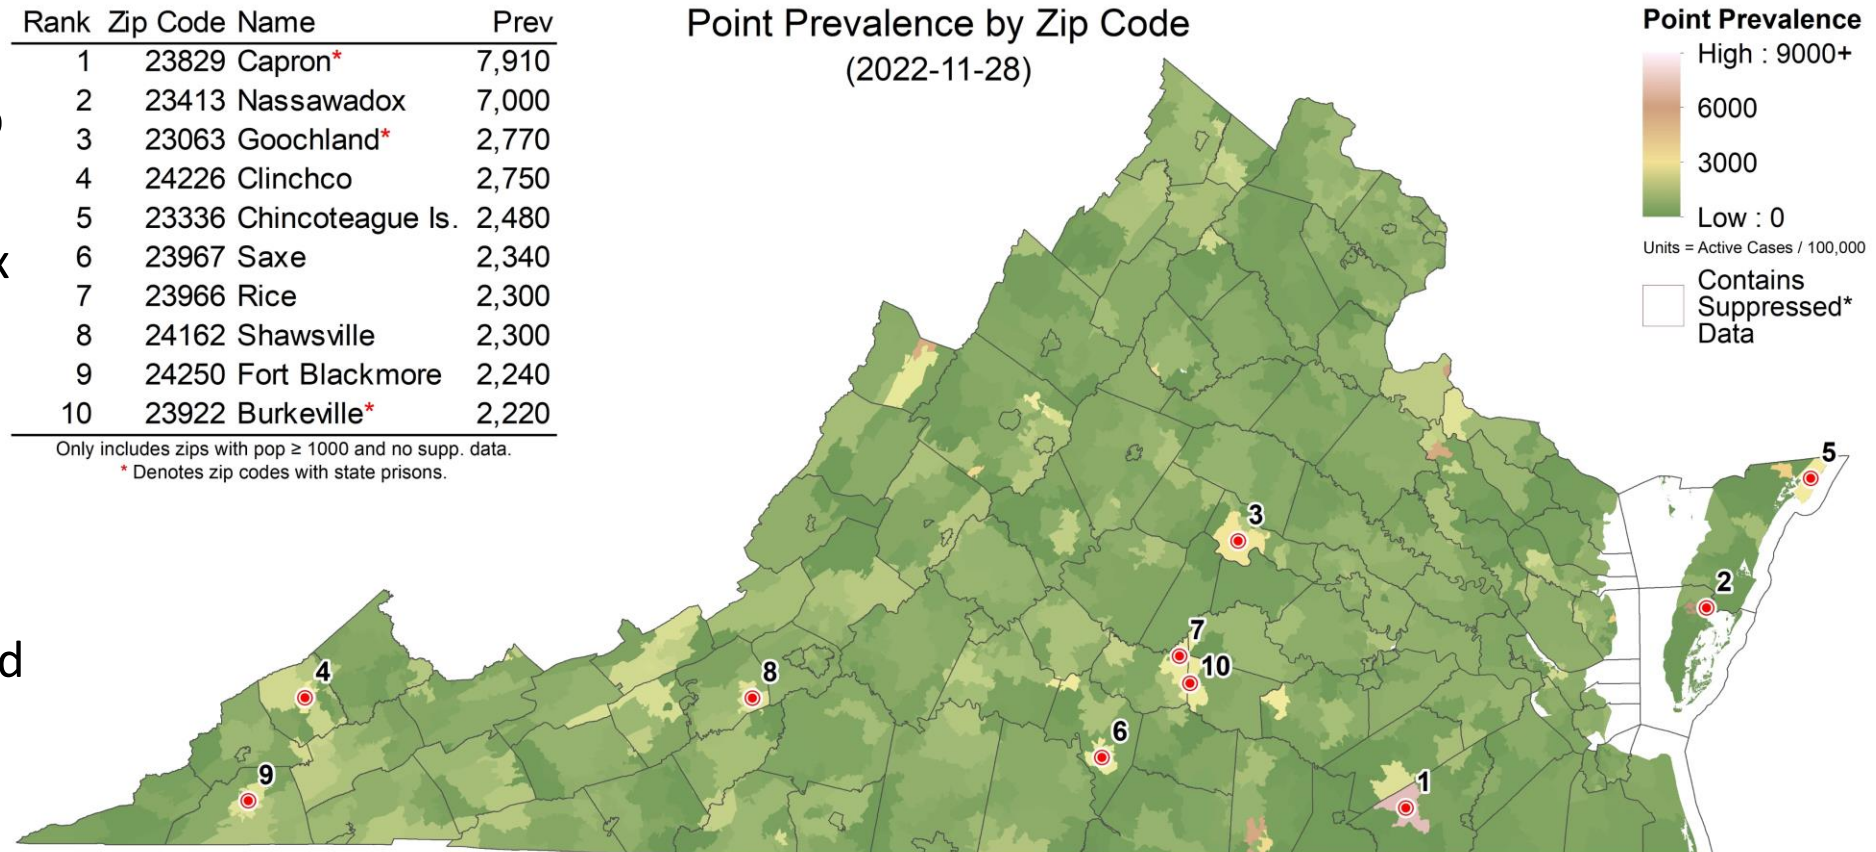 Rank Zip Code Name Prev
1 23829 Capron* 7,910
2 23413 Nassawadox 7,000
3 23063 Goochland* 2,770
4 24226 Clinchco 2,750
5 23336 Chincoteague Is. 2,480
6 23967 Saxe 2,340
7 23966 Rice 2,300
8 24162 Shawsville 2,300
9 24250 Fort Blackmore 2,240
10 23922 Burkeville* 2,220
Only includes zips with pop ≥ 1000 and no supp. data.
* Denotes zip codes with state prisons.
Point Prevalence by Zip Code
(2022-11-28)
Point Prevalence
High : 9000+
6000
3000
Low : 0
Units = Active Cases / 100,000
Contains
Suppressed*
Data
x
d
5
3
2
7
10
4
8
6
9
1